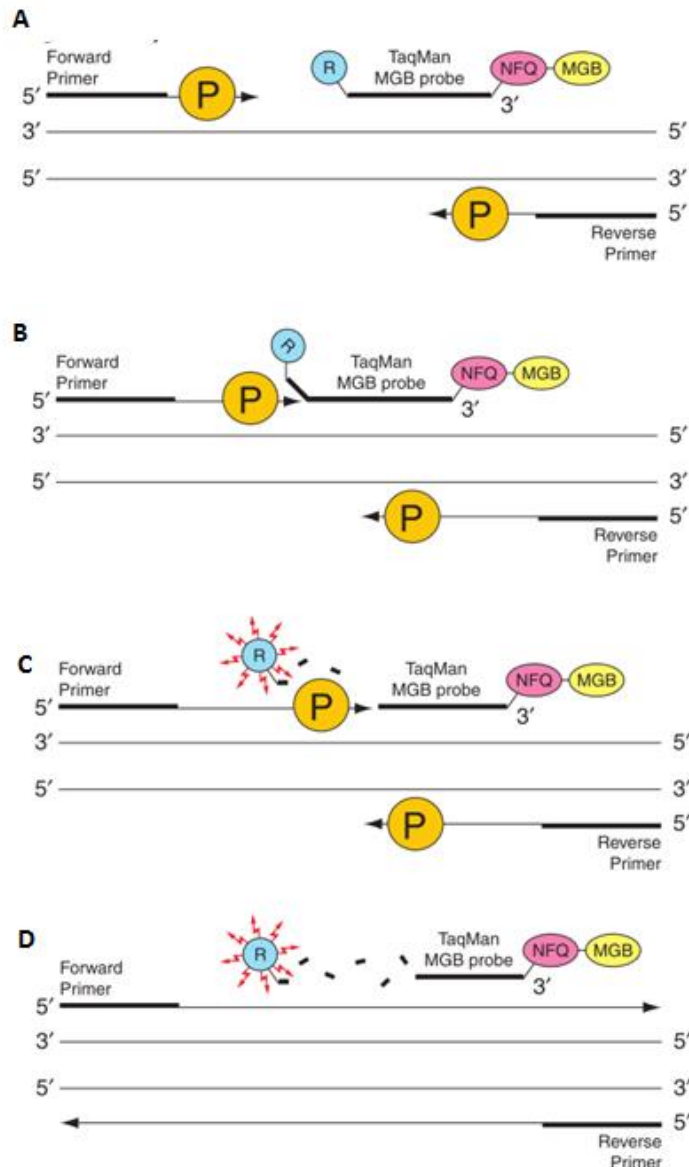 A
Forward
Primer
5′ P R TaqMan
MGB probe NFQ MGB
3′
3′ 5′
5′ 3′
P 5′
Reverse
Primer
B
Forward
Primer
5′ P R TaqMan
MGB probe NFQ MGB
3′
3′ 5′
5′ 3′
P 5′
Reverse
Primer
C
Forward
Primer
5′ R P TaqMan
MGB probe NFQ MGB
3′
3′ 5′
5′ 3′
P 5′
Reverse
Primer
D
Forward
Primer
R TaqMan
MGB probe NFQ MGB
3′
5′
3′ 5′
5′ 3′
5′
Reverse
Primer